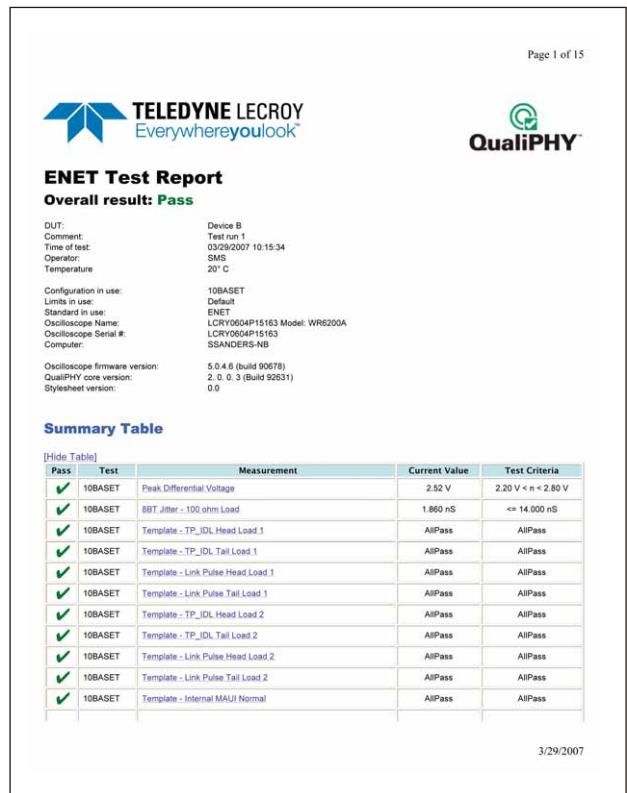 Page 1 of 15
TELEDYNE LECROY
Everywhereyoulook™
QualiPHY™
ENET Test Report
Overall result: Pass
DUT: Device B
Comment: Test run 1
Time of test: 03/29/2007 10:15:34
Operator: SMS
Temperature 20° C
Configuration in use: 10BASET
Limits in use: Default
Standard in use: ENET
Oscilloscope Name: LCRY0604P15163 Model: WR6200A
Oscilloscope Serial #: LCRY0604P15163
Computer: SSANDERS-NB
Oscilloscope firmware version: 5.0.4.6 (build 90678)
QualiPHY core version: 2. 0. 0. 3 (Build 92631)
Stylesheet version: 0.0
Summary Table
[Hide Table]
Pass Test Measurement Current Value Test Criteria
10BASET Peak Differential Voltage 2.52 V 2.20 V < n < 2.80 V
10BASET 8BT Jitter - 100 ohm Load 1.860 nS <= 14.000 nS
10BASET Template - TP_IDL Head Load 1 AllPass AllPass
10BASET Template - TP_IDL Tail Load 1 AllPass AllPass
10BASET Template - Link Pulse Head Load 1 AllPass AllPass
10BASET Template - Link Pulse Tail Load 1 AllPass AllPass
10BASET Template - TP_IDL Head Load 2 AllPass AllPass
10BASET Template - TP_IDL Tail Load 2 AllPass AllPass
10BASET Template - Link Pulse Head Load 2 AllPass AllPass
10BASET Template - Link Pulse Tail Load 2 AllPass AllPass
10BASET Template - Internal MAUI Normal AllPass AllPass
3/29/2007